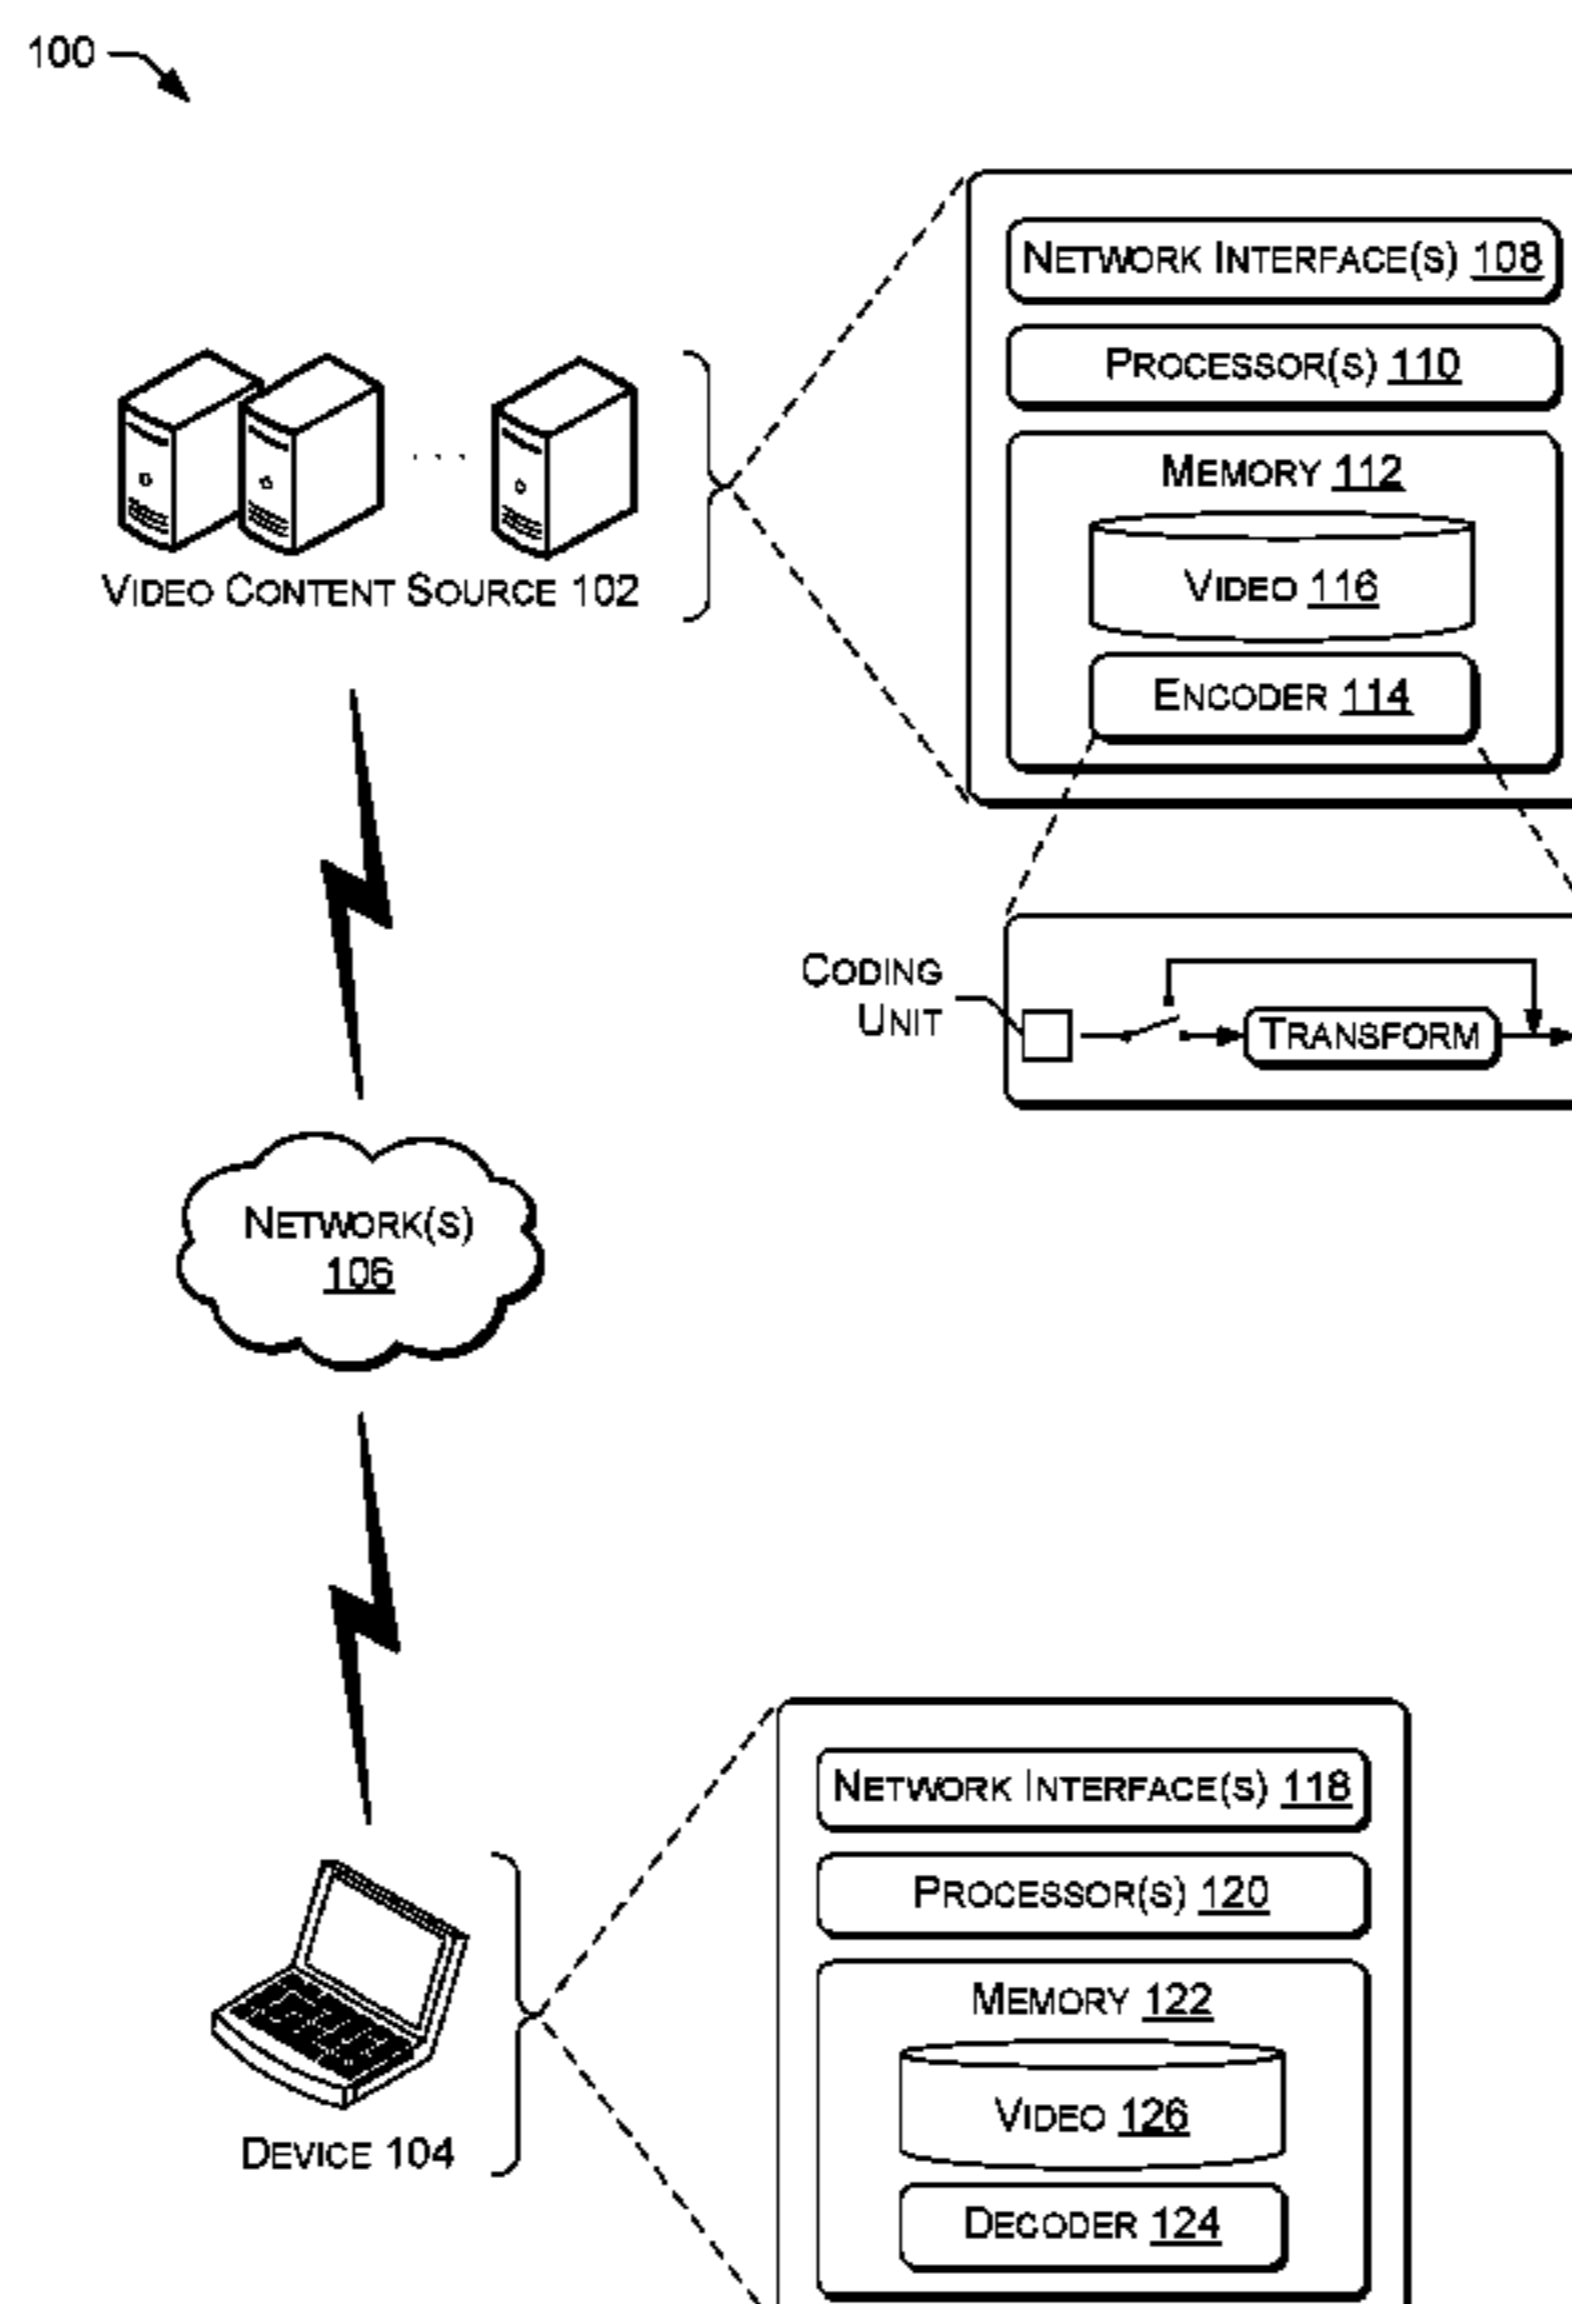 100
NETWORK INTERFACE(S) 108
PROCESSOR(S) 110
MEMORY 112
VIDEO 116
ENCODER 114
VIDEO CONTENT SOURCE 102
CODING
UNIT
TRANSFORM
NETWORK(S)
106
NETWORK INTERFACE(S) 118
PROCESSOR(S) 120
MEMORY 122
VIDEO 126
DECODER 124
DEVICE 104